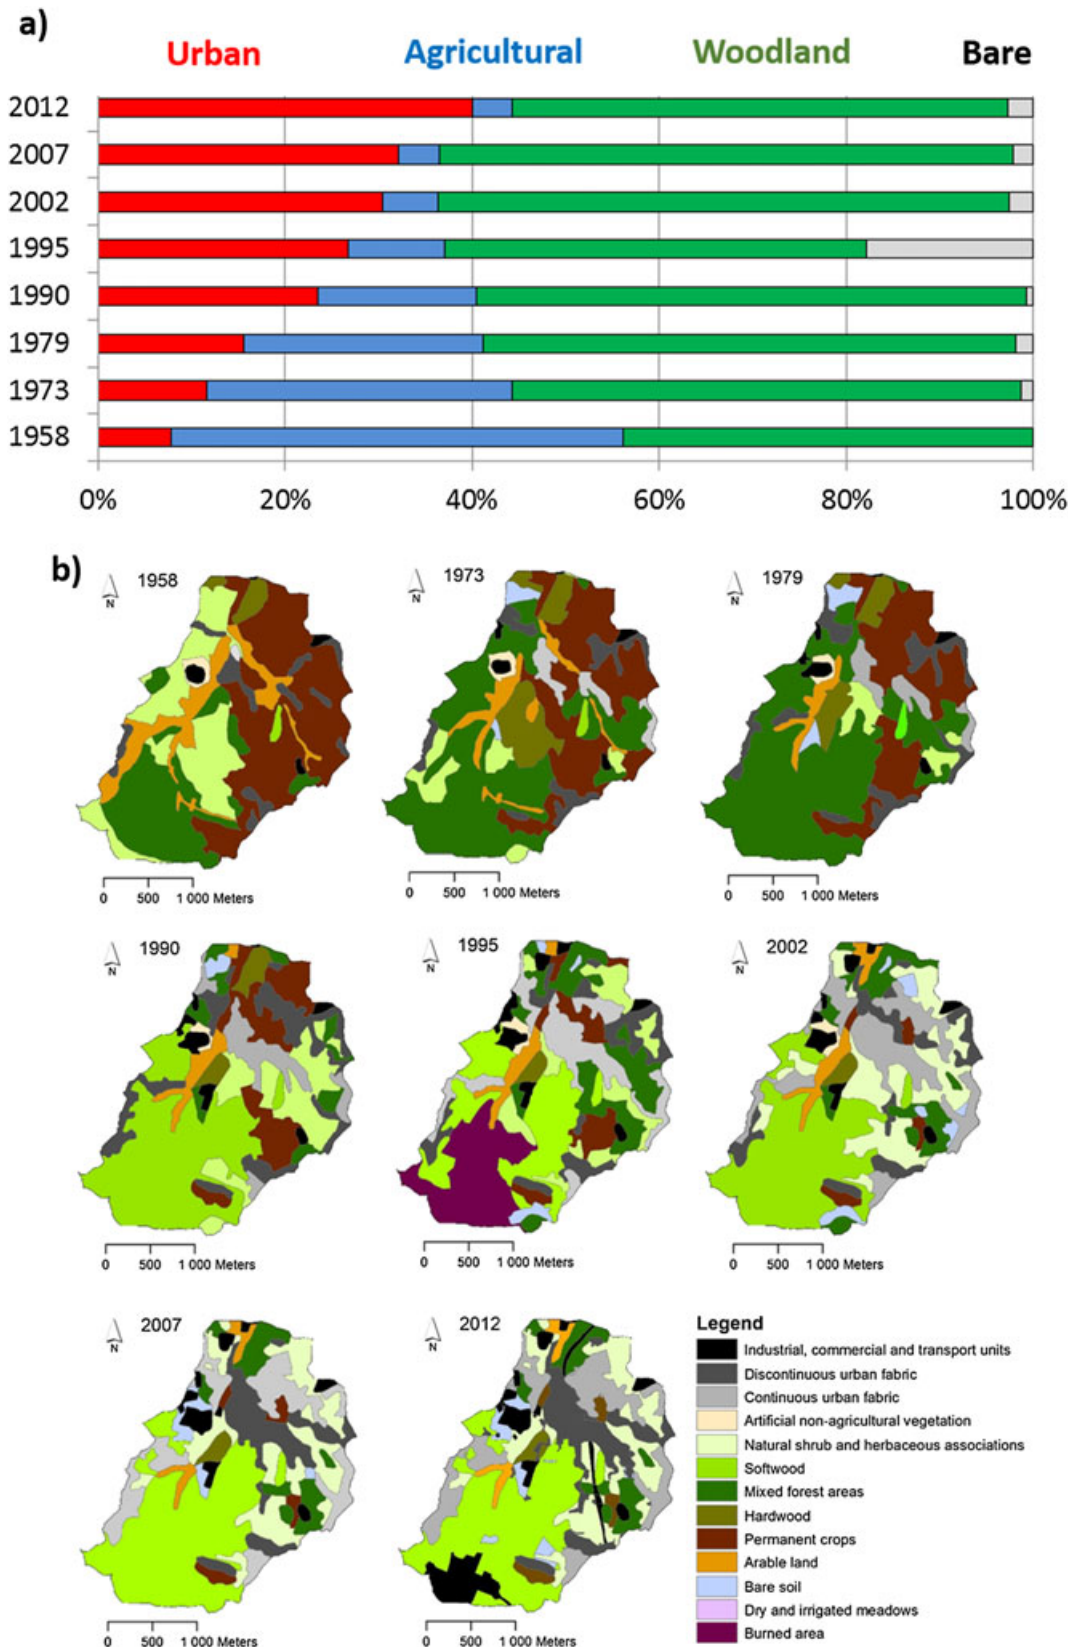 a)
Urban Agricultural Woodland Bare
2012
2007
2002
1995
1990
1979
1973
1958
0% 20% 40% 60% 80% 100%
b)
N 1958
0 500 1 000 Meters
N 1973
0 500 1 000 Meters
N 1979
0 500 1 000 Meters
N 1990
0 500 1 000 Meters
N 1995
0 500 1 000 Meters
N 2002
0 500 1 000 Meters
N 2007
0 500 1 000 Meters
N 2012
0 500 1 000 Meters
Legend
Industrial, commercial and transport units
Discontinuous urban fabric
Continuous urban fabric
Artificial non-agricultural vegetation
Natural shrub and herbaceous associations
Softwood
Mixed forest areas
Hardwood
Permanent crops
Arable land
Bare soil
Dry and irrigated meadows
Burned area